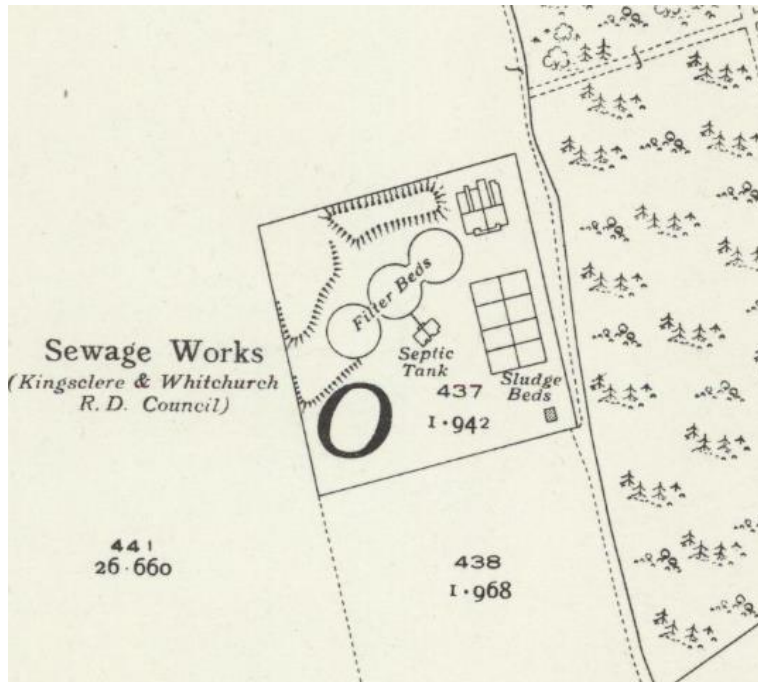 Filter Beds
Sewage Works
(Kingsclere & Whitchurch
R. D. Council)
Septic
Tank
Sludge
Beds
437
1·942
O
441
26·660
438
1·968